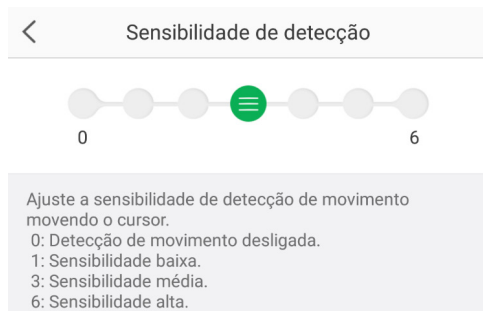 Sensibilidade de detecção
0 6
Ajuste a sensibilidade de detecção de movimento
movendo o cursor.
0: Detecção de movimento desligada.
1: Sensibilidade baixa.
3: Sensibilidade média.
6: Sensibilidade alta.